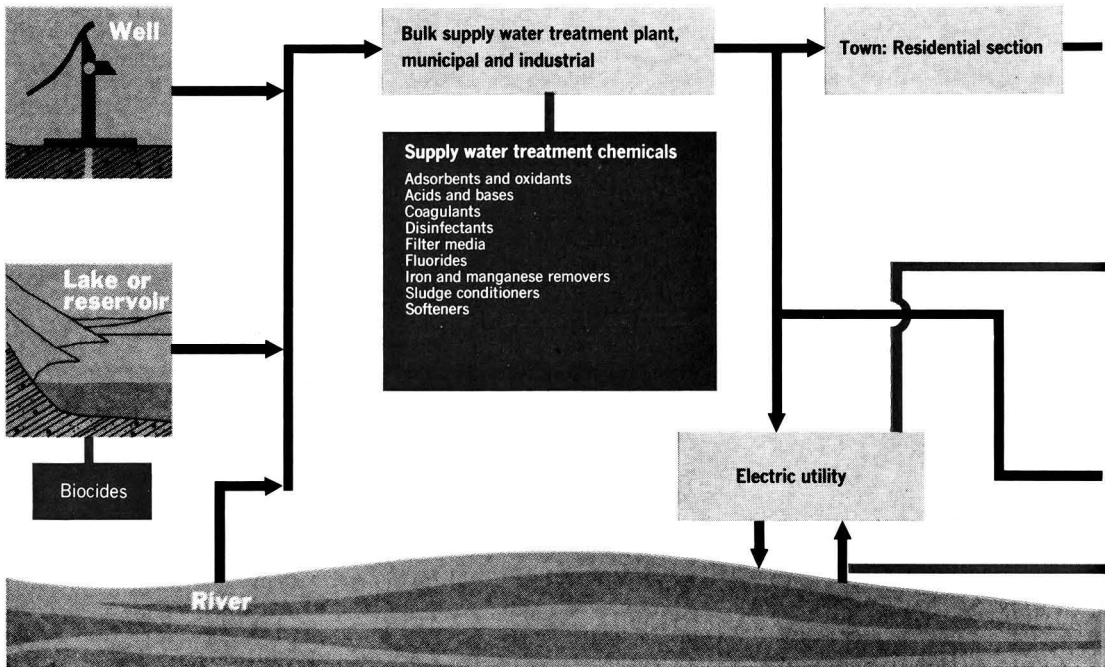 Well
Bulk supply water treatment plant,
municipal and industrial
Town: Residential section
Supply water treatment chemicals
Adsorbents and oxidants
Acids and bases
Coagulants
Disinfectants
Filter media
Fluorides
Iron and manganese removers
Sludge conditioners
Softeners
Lake or
reservoir
Biocides
Electric utility
River